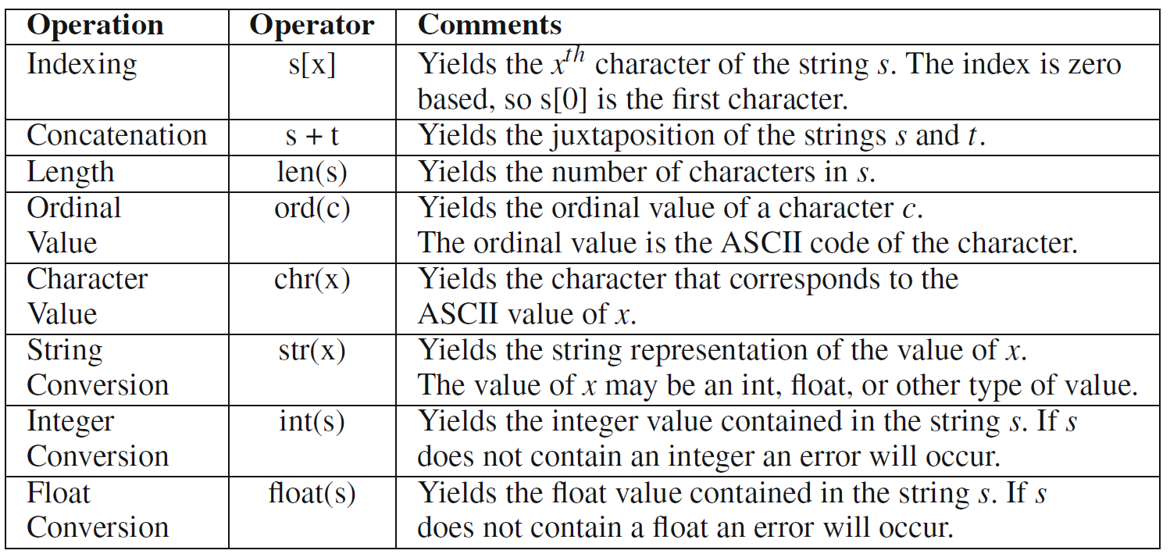 Operation Operator Comments
Indexing s[x] Yields the xth character of the string s. The index is zero
based, so s[0] is the first character.
Concatenation s + t Yields the juxtaposition of the strings s and t.
Length len(s) Yields the number of characters in s.
Ordinal ord(c) Yields the ordinal value of a character c.
Value The ordinal value is the ASCII code of the character.
Character chr(x) Yields the character that corresponds to the
Value ASCII value of x.
String str(x) Yields the string representation of the value of x.
Conversion The value of x may be an int, float, or other type of value.
Integer int(s) Yields the integer value contained in the string s. If s
Conversion does not contain an integer an error will occur.
Float float(s) Yields the float value contained in the string s. If s
Conversion does not contain a float an error will occur.